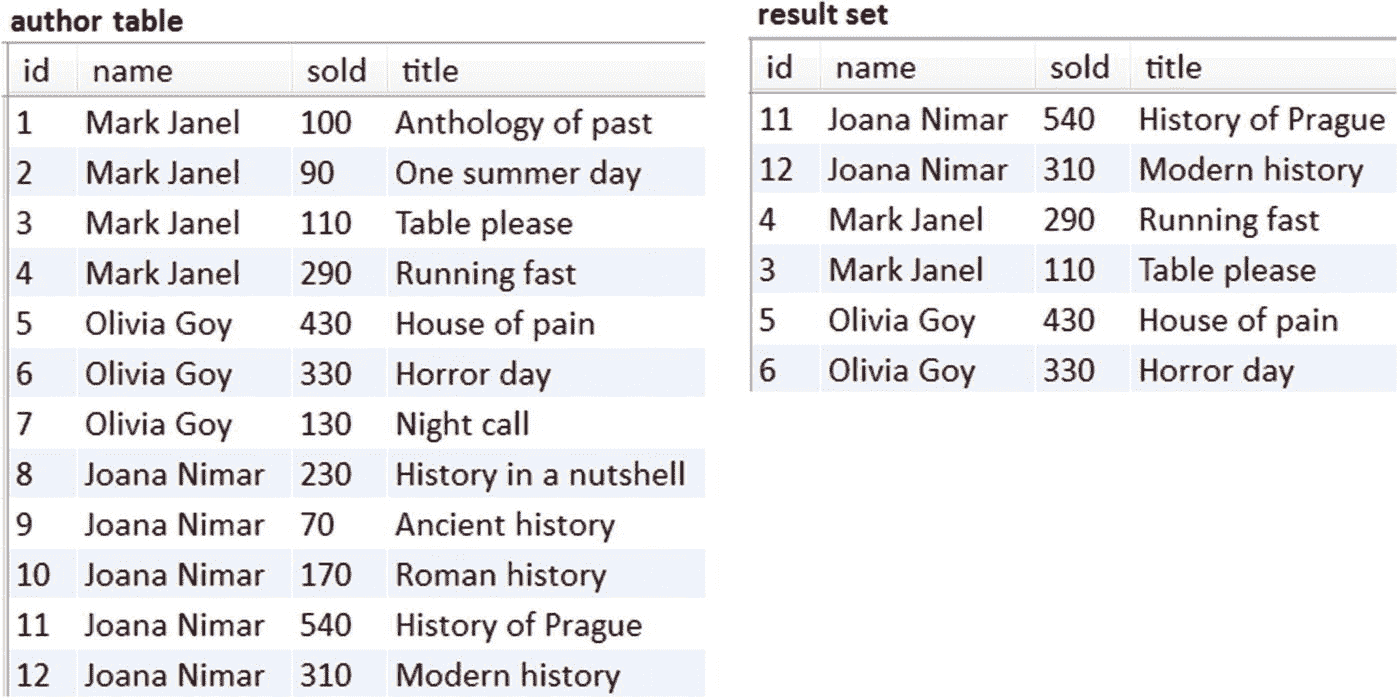 author table
id name sold title
1 Mark Janel 100 Anthology of past
2 Mark Janel 90 One summer day
3 Mark Janel 110 Table please
4 Mark Janel 290 Running fast
5 Olivia Goy 430 House of pain
6 Olivia Goy 330 Horror day
7 Olivia Goy 130 Night call
8 Joana Nimar 230 History in a nutshell
9 Joana Nimar 70 Ancient history
10 Joana Nimar 170 Roman history
11 Joana Nimar 540 History of Prague
12 Joana Nimar 310 Modern history
result set
id name sold title
11 Joana Nimar 540 History of Prague
12 Joana Nimar 310 Modern history
4 Mark Janel 290 Running fast
3 Mark Janel 110 Table please
5 Olivia Goy 430 House of pain
6 Olivia Goy 330 Horror day